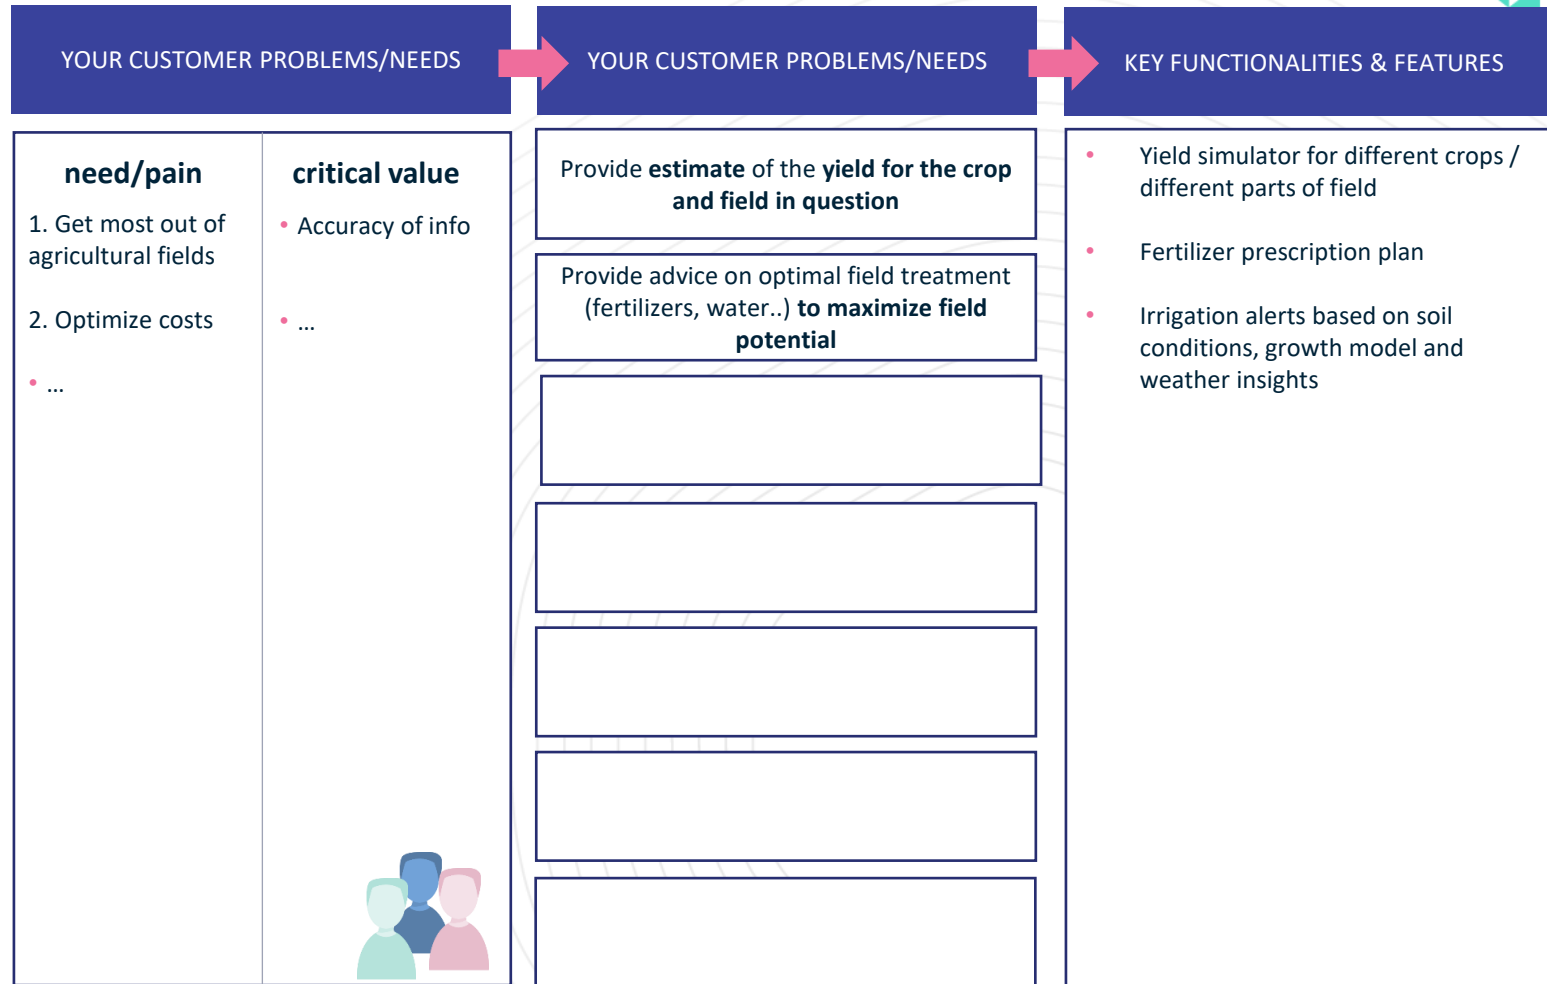 YOUR CUSTOMER PROBLEMS/NEEDS
YOUR CUSTOMER PROBLEMS/NEEDS
KEY FUNCTIONALITIES & FEATURES
need/pain
1. Get most out of
agricultural fields
2. Optimize costs
• ...
critical value
• Accuracy of info
• ...
Provide estimate of the yield for the crop
and field in question
Provide advice on optimal field treatment
(fertilizers, water..) to maximize field
potential
• Yield simulator for different crops /
different parts of field
• Fertilizer prescription plan
• Irrigation alerts based on soil
conditions, growth model and
weather insights